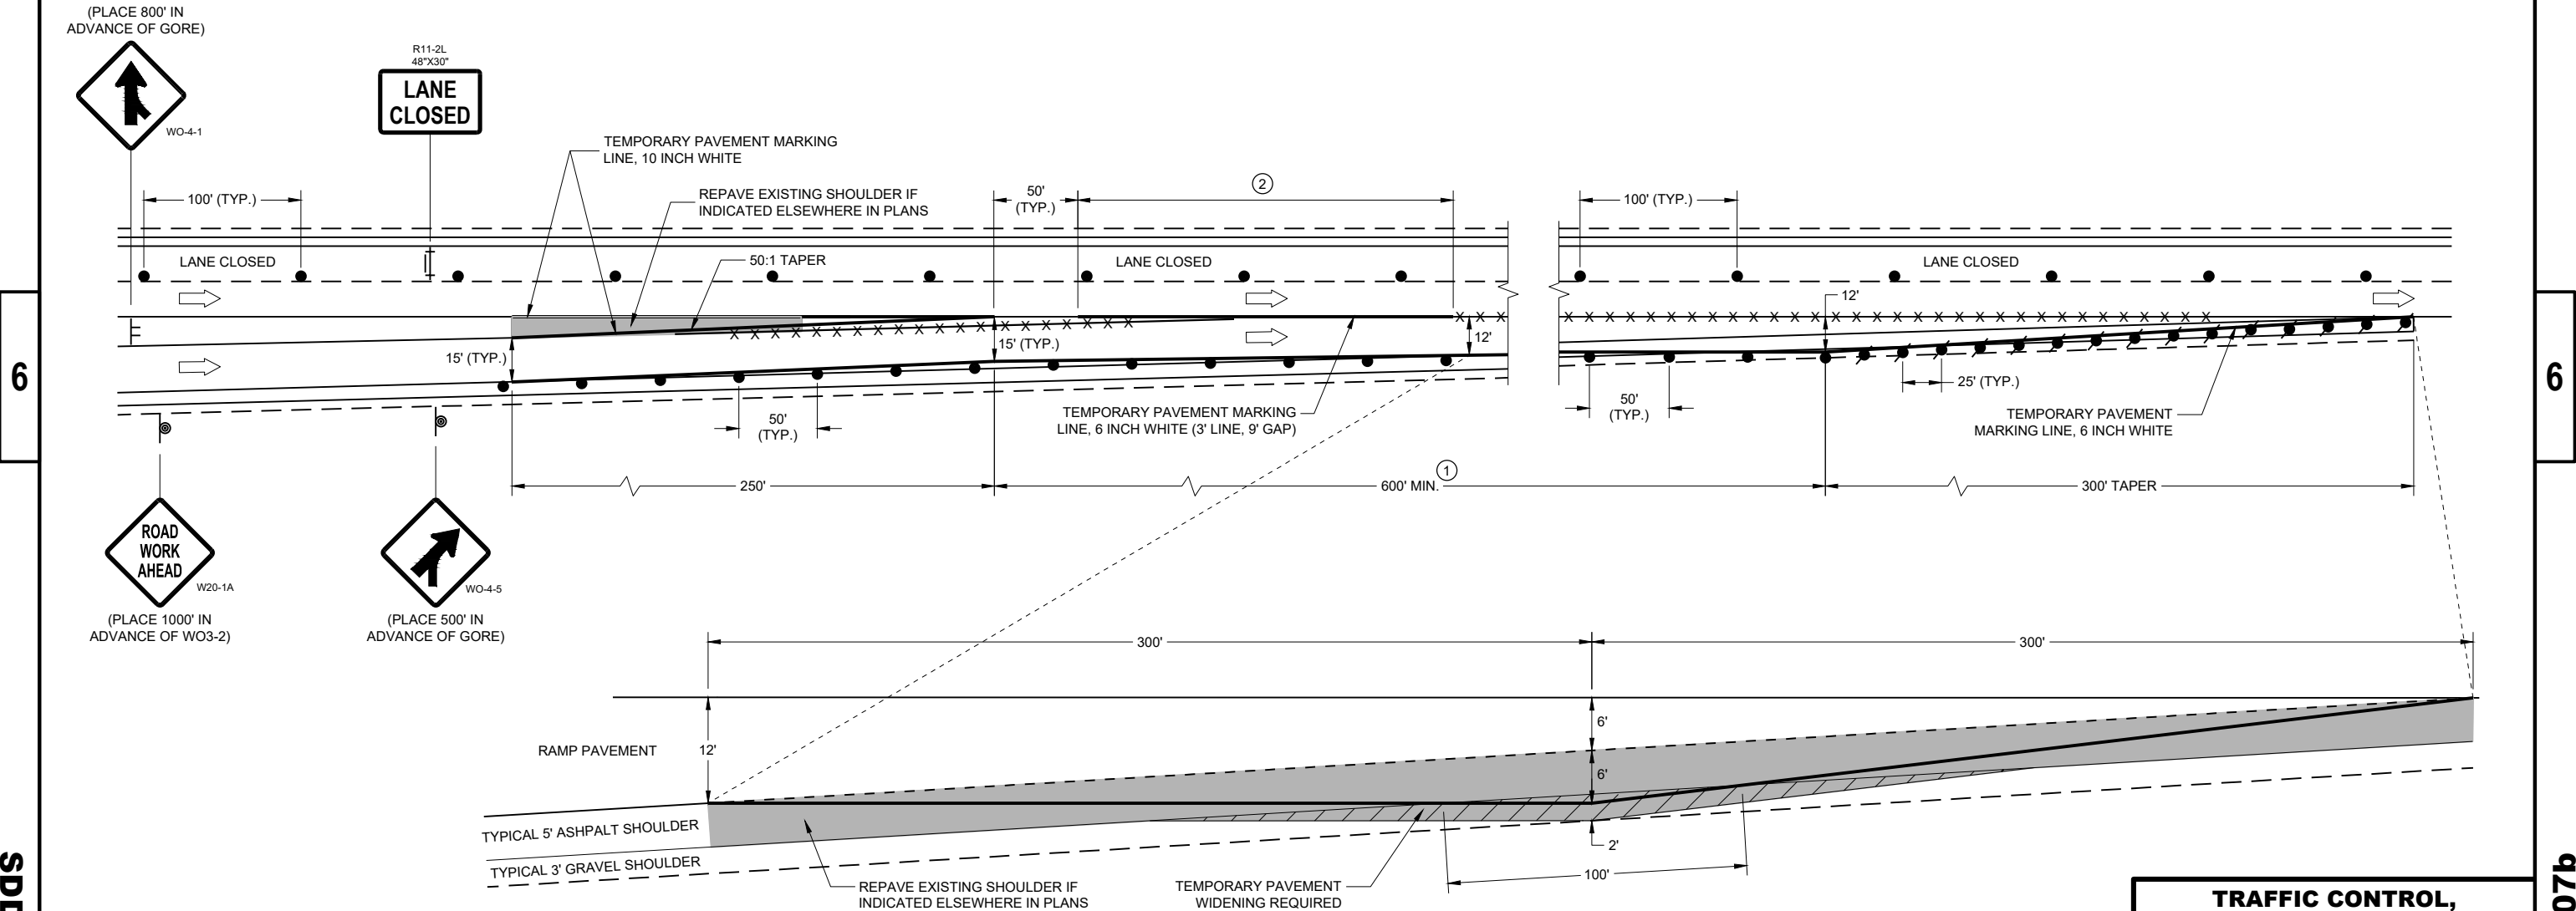 (PLACE 800' IN
ADVANCE OF GORE)
WO-4-1
R11-2L
48"X30"
LANE
CLOSED
TEMPORARY PAVEMENT MARKING
LINE, 10 INCH WHITE
REPAVE EXISTING SHOULDER IF
INDICATED ELSEWHERE IN PLANS
100' (TYP.)
50'
(TYP.)
2
100' (TYP.)
LANE CLOSED
50:1 TAPER
LANE CLOSED
LANE CLOSED
12'
15' (TYP.)
15' (TYP.)
12'
X X X X X X X X X X X X X X X X X X X X
X X X X X X X X X X X X X X X X X X X X X X X X X X X X X X X X X X X
50'
(TYP.)
TEMPORARY PAVEMENT MARKING
LINE, 6 INCH WHITE (3' LINE, 9' GAP)
50'
(TYP.)
25' (TYP.)
TEMPORARY PAVEMENT
MARKING LINE, 6 INCH WHITE
6
6
250'
1
600' MIN.
300' TAPER
ROAD
WORK
AHEAD
W20-1A
(PLACE 1000' IN
ADVANCE OF WO3-2)
WO-4-5
(PLACE 500' IN
ADVANCE OF GORE)
300'
300'
RAMP PAVEMENT
12'
6'
6'
2'
100'
TYPICAL 5' ASHPALT SHOULDER
TYPICAL 3' GRAVEL SHOULDER
REPAVE EXISTING SHOULDER IF
INDICATED ELSEWHERE IN PLANS
TEMPORARY PAVEMENT
WIDENING REQUIRED
TRAFFIC CONTROL,
SDD
07b